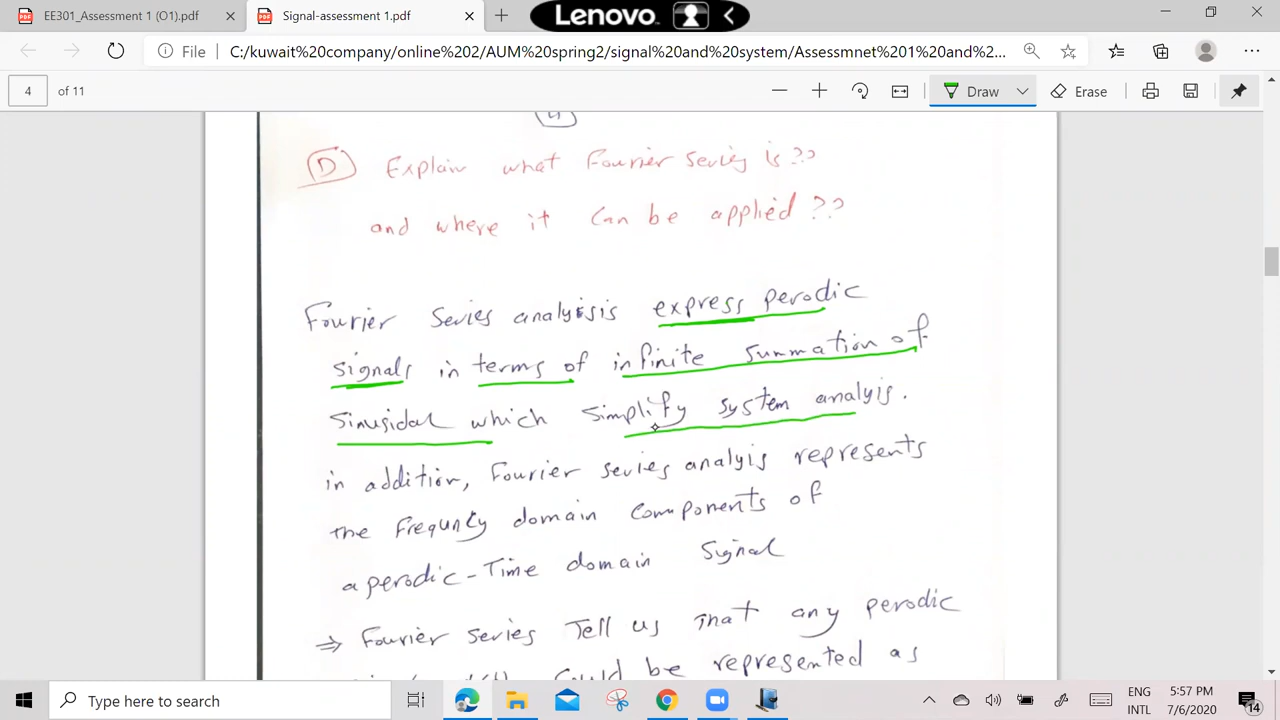 EE301_Assessment 1 (O1).pdf
Signal-assessment 1.pdf
Lenovo
File
C:/kuwait%20company/online%202/AUM%20spring2/signal%20and%20system/Assessmnet%201%20and%2...
4 of 11
Draw
Erase
4
D Explain what Fourier Series is??
and where it can be applied ??
Fourier Series analysis express perodic
signals in terms of infinite summation of
Sinusidal which simplify system analyis.
in addition, Fourier series analyis represents
the Frequncy domain components of
a perodic-Time domain Signal
⇒ Fourier Series Tell us that any perodic
could be represented as
Type here to search
ENG
INTL
5:57 PM
7/6/2020
14